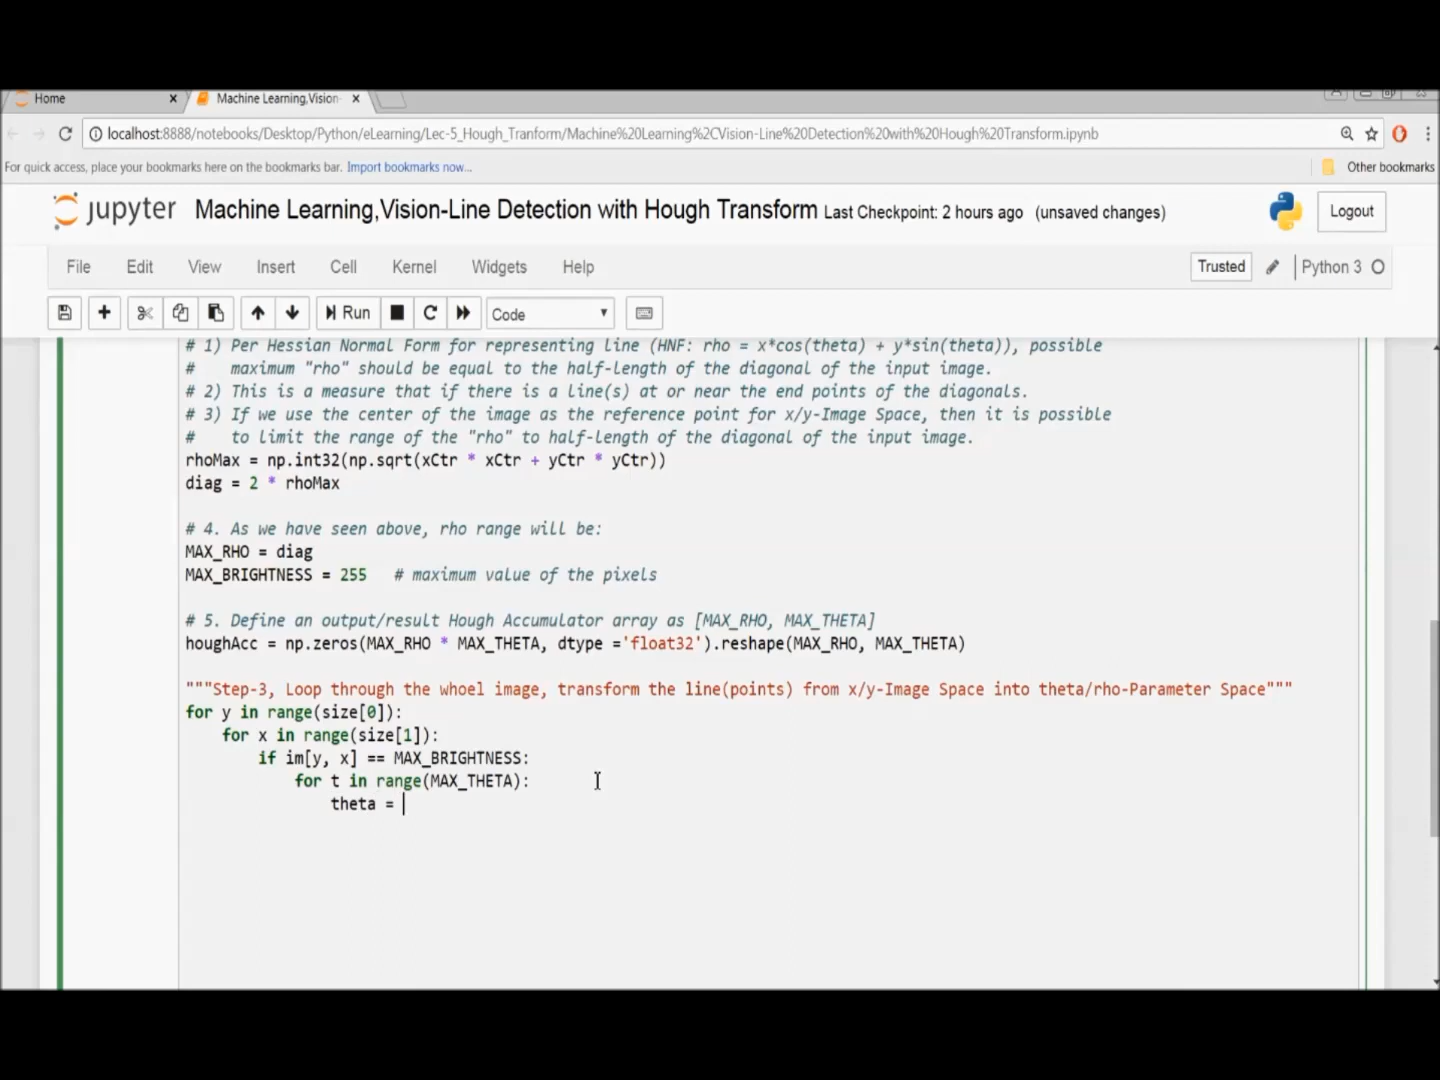 Home
Machine Learning,Vision-
localhost:8888/notebooks/Desktop/Python/eLearning/Lec-5_Hough_Tranform/Machine%20Learning%2CVision-Line%20Detection%20with%20Hough%20Transform.ipynb
For quick access, place your bookmarks here on the bookmarks bar. Import bookmarks now...
Other bookmarks
jupyter Machine Learning,Vision-Line Detection with Hough Transform Last Checkpoint: 2 hours ago (unsaved changes)
Logout
File Edit View Insert Cell Kernel Widgets Help
Trusted Python 3
Run Code
# 1) Per Hessian Normal Form for representing line (HNF: rho = x*cos(theta) + y*sin(theta)), possible
# maximum "rho" should be equal to the half-length of the diagonal of the input image.
# 2) This is a measure that if there is a line(s) at or near the end points of the diagonals.
# 3) If we use the center of the image as the reference point for x/y-Image Space, then it is possible
# to limit the range of the "rho" to half-length of the diagonal of the input image.
rhoMax = np.int32(np.sqrt(xCtr * xCtr + yCtr * yCtr))
diag = 2 * rhoMax
# 4. As we have seen above, rho range will be:
MAX_RHO = diag
MAX_BRIGHTNESS = 255 # maximum value of the pixels
# 5. Define an output/result Hough Accumulator array as [MAX_RHO, MAX_THETA]
houghAcc = np.zeros(MAX_RHO * MAX_THETA, dtype ='float32').reshape(MAX_RHO, MAX_THETA)
"""Step-3, Loop through the whoel image, transform the line(points) from x/y-Image Space into theta/rho-Parameter Space"""
for y in range(size[0]):
for x in range(size[1]):
if im[y, x] == MAX_BRIGHTNESS:
for t in range(MAX_THETA):
theta =